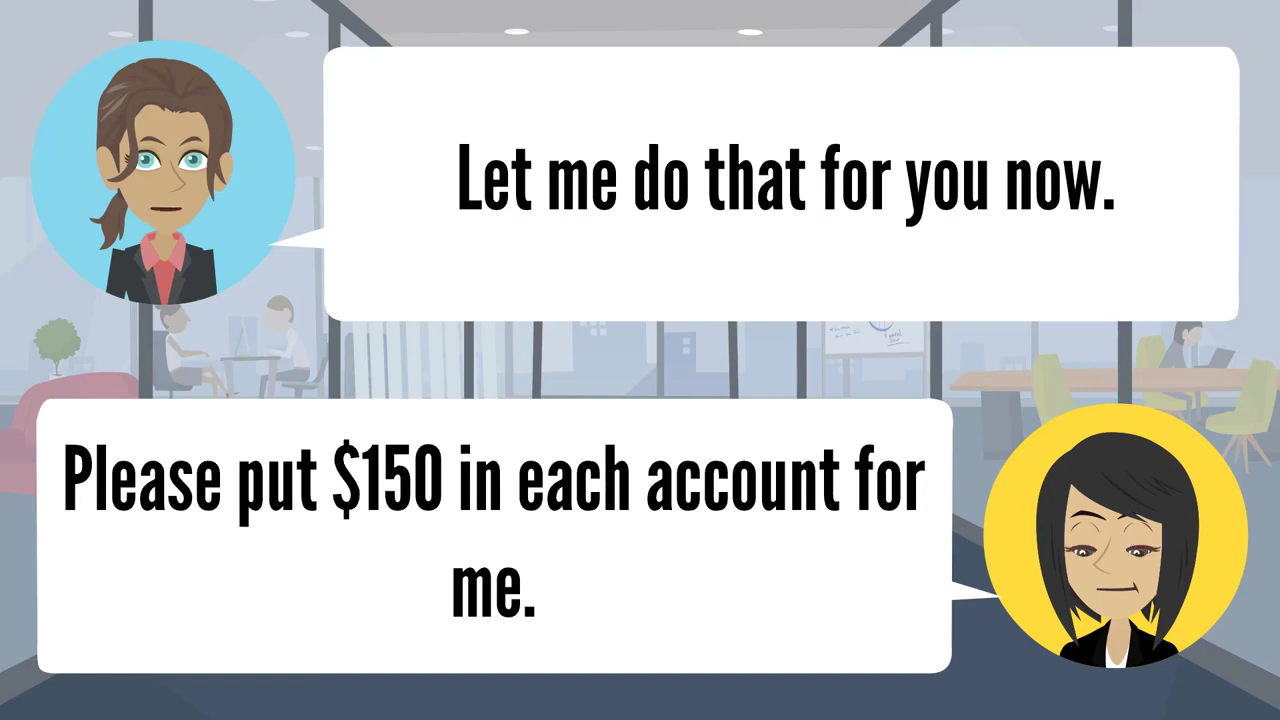 Let me do that for you now.
Please put $150 in each account for
me.